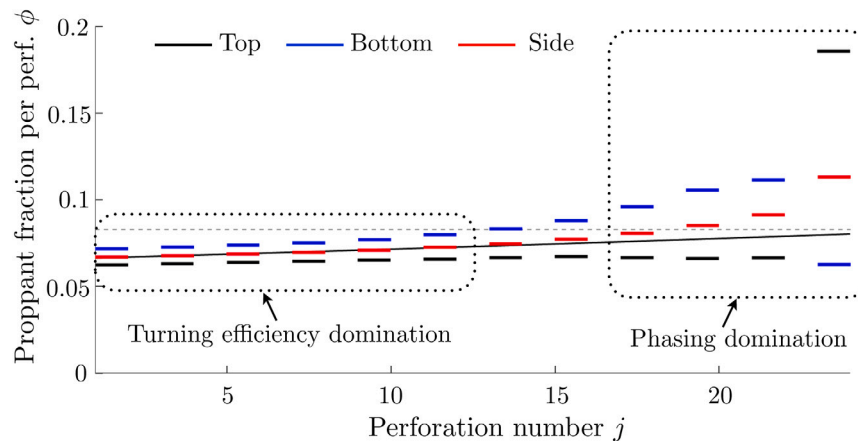 Proppant fraction per perf. ϕ
0.2
0.15
0.1
0.05
0
Top Bottom Side
Turning efficiency domination
Phasing domination
5 10 15 20
Perforation number j